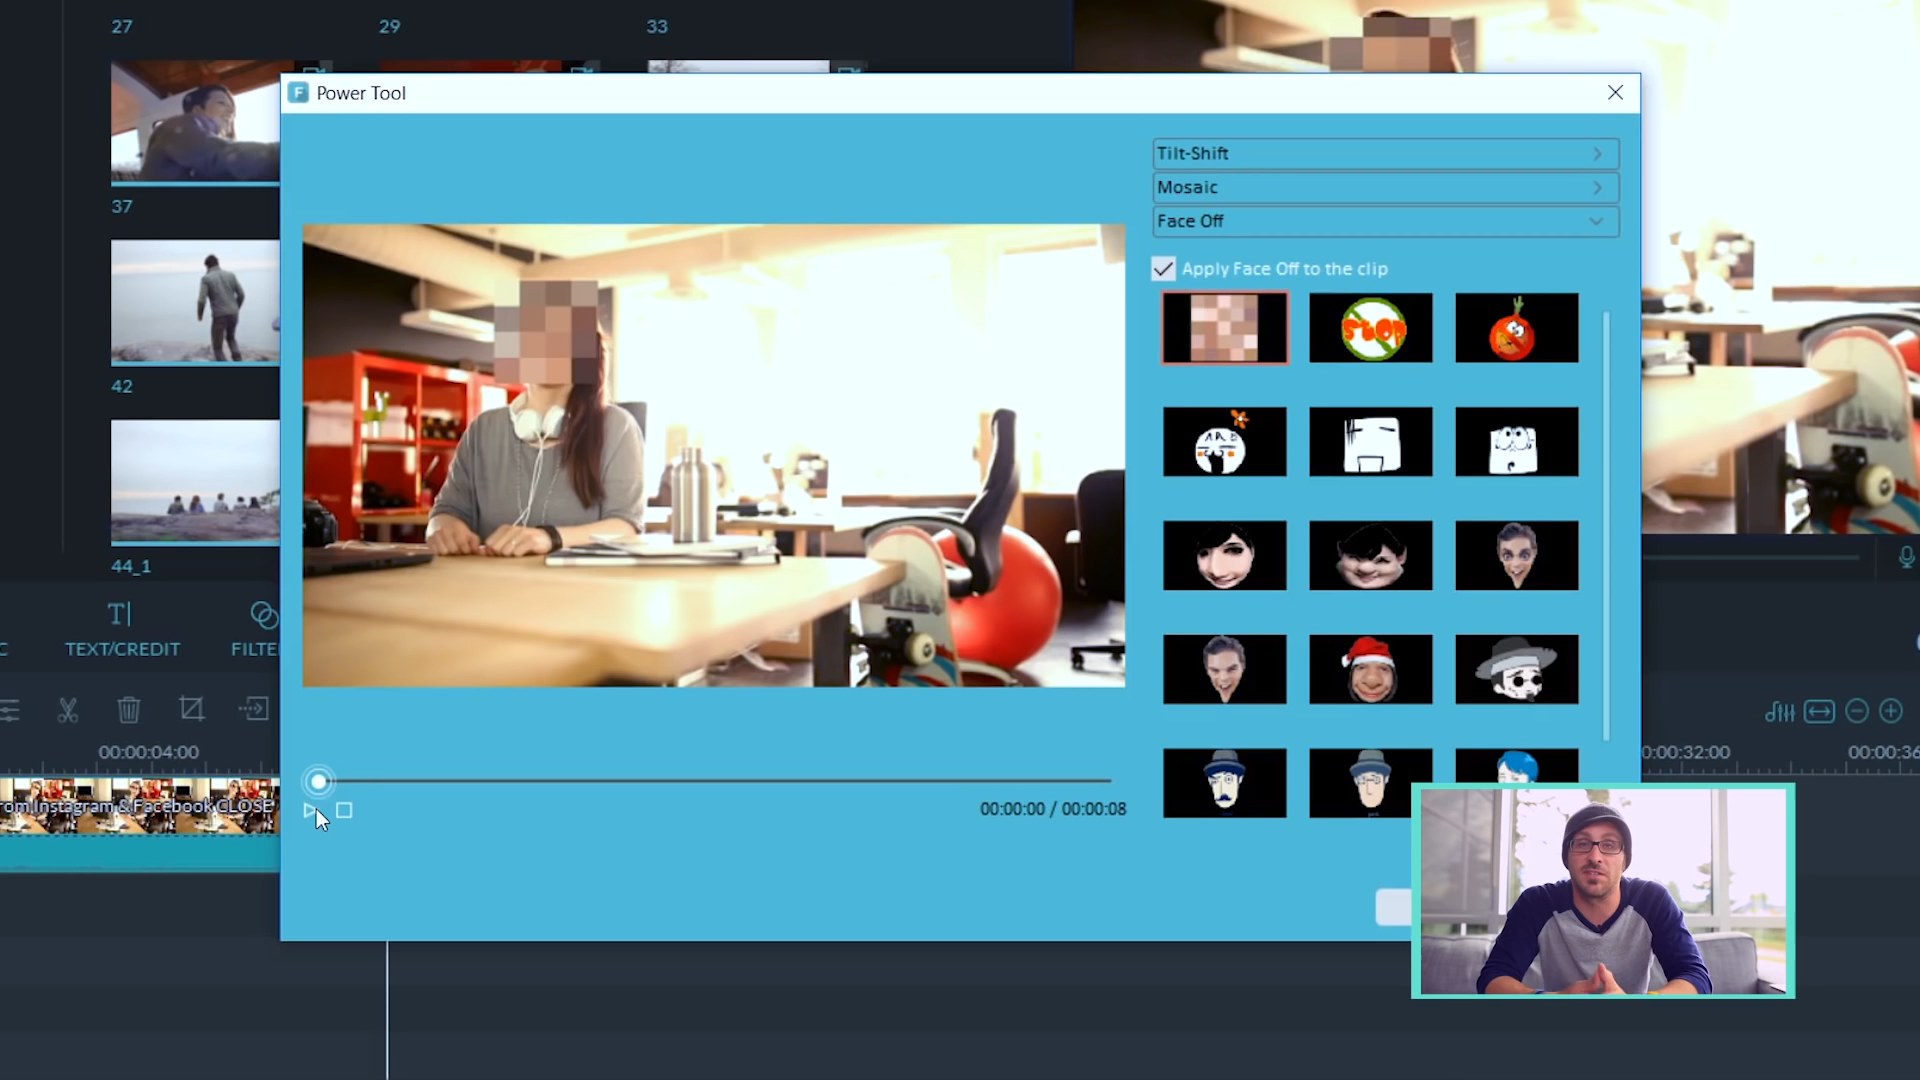 27
29
33
F Power Tool
Tilt-Shift
Mosaic
Face Off
Apply Face Off to the clip
STOP
37
42
44_1
T|
TEXT/CREDIT
FILTE
C
00:00:04:00
0:00:32:00
00:00:36
rom Instagram & Facebook CLOSE
00:00:00 / 00:00:08